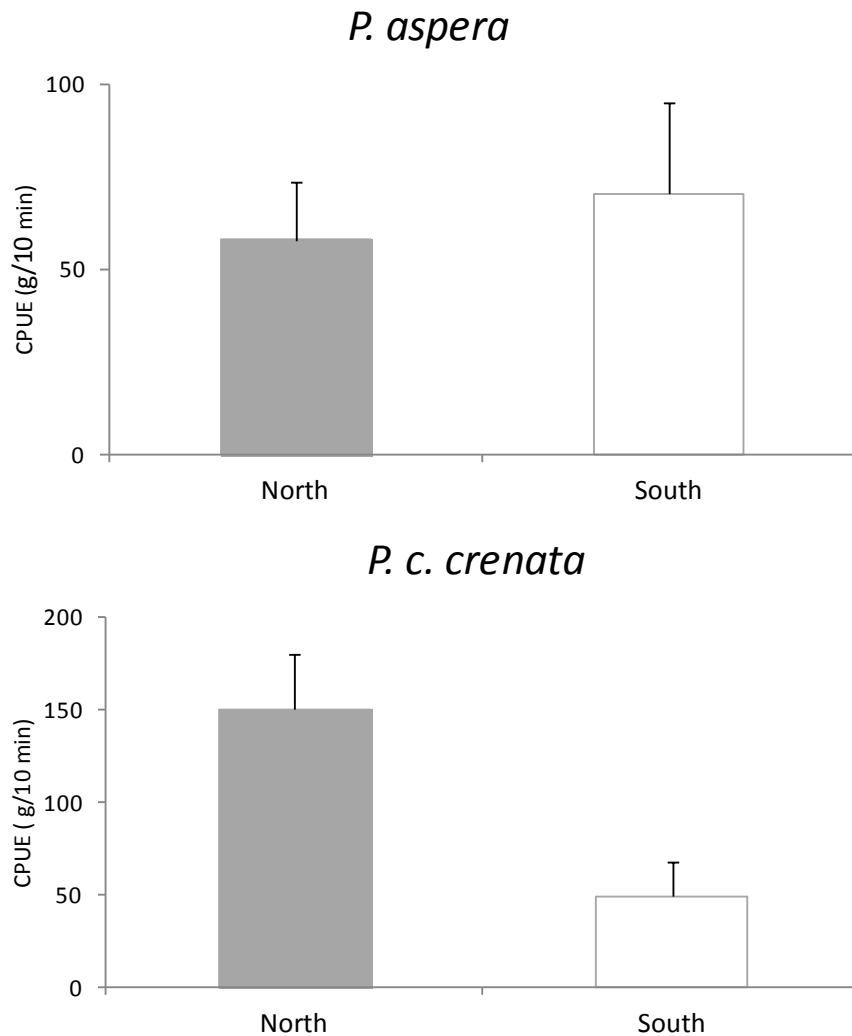 P. aspera
100
50
0
CPUE (g/10 min)
North South
P. c. crenata
200
150
100
50
0
CPUE ( g/10 min)
North South